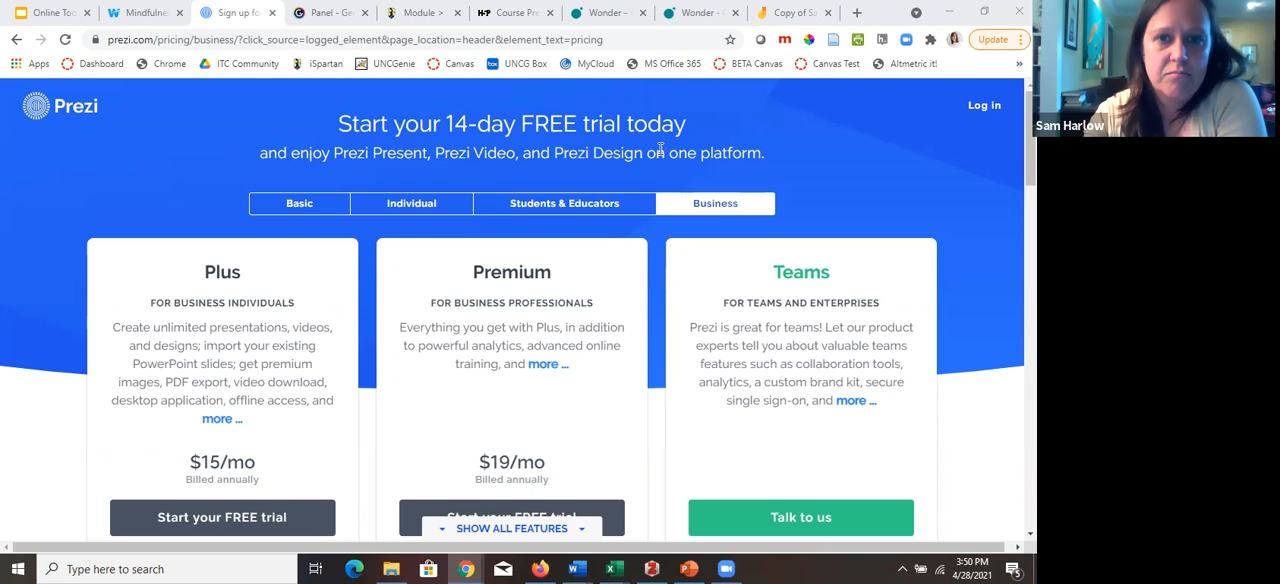 Online Too
Mindfulnes
Sign up fo
Panel - Ge
Module >
H5P
Course Pre
Wonder –
Wonder -
Copy of Sa
prezi.com/pricing/business/?click_source=logged_element&page_location=header&element_text=pricing
Update
Apps
Dashboard
Chrome
ITC Community
iSpartan
UNCGenie
Canvas
UNCG Box
MyCloud
MS Office 365
BETA Canvas
Canvas Test
Altmetric it!
»
Sam Harlow
Prezi
Log in
Start your 14-day FREE trial today
and enjoy Prezi Present, Prezi Video, and Prezi Design on one platform.
Basic
Individual
Students & Educators
Business
Plus
FOR BUSINESS INDIVIDUALS
Create unlimited presentations, videos,
and designs; import your existing
PowerPoint slides; get premium
images, PDF export, video download,
desktop application, offline access, and
more ...
$15/mo
Billed annually
Start your FREE trial
Premium
FOR BUSINESS PROFESSIONALS
Everything you get with Plus, in addition
to powerful analytics, advanced online
training, and more ...
$19/mo
Billed annually
Start your FREE trial
Teams
FOR TEAMS AND ENTERPRISES
Prezi is great for teams! Let our product
experts tell you about valuable teams
features such as collaboration tools,
analytics, a custom brand kit, secure
single sign-on, and more ...
Talk to us
SHOW ALL FEATURES
Type here to search
3:50 PM
4/28/2021